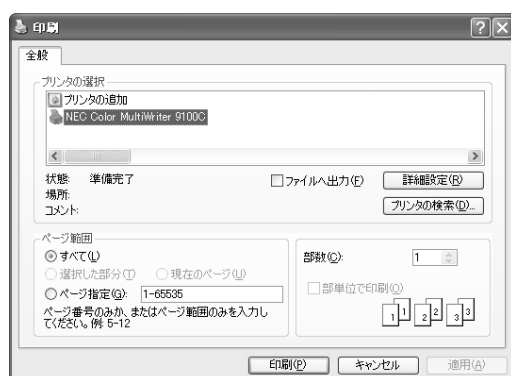 印刷
全般
プリンタの選択
プリンタの追加
NEC Color MultiWriter 9100C
状態: 準備完了
場所:
コメント:
ファイルへ出力(F)
詳細設定(R)
プリンタの検索(D)...
ページ範囲
すべて(L)
選択した部分(T) 現在のページ(U)
ページ指定(G): 1-65535
ページ番号のみか、またはページ範囲のみを入力し
てください。例: 5-12
部数(C): 1
部単位で印刷(O)
1 1 2 2 3 3
印刷(P) キャンセル 適用(A)